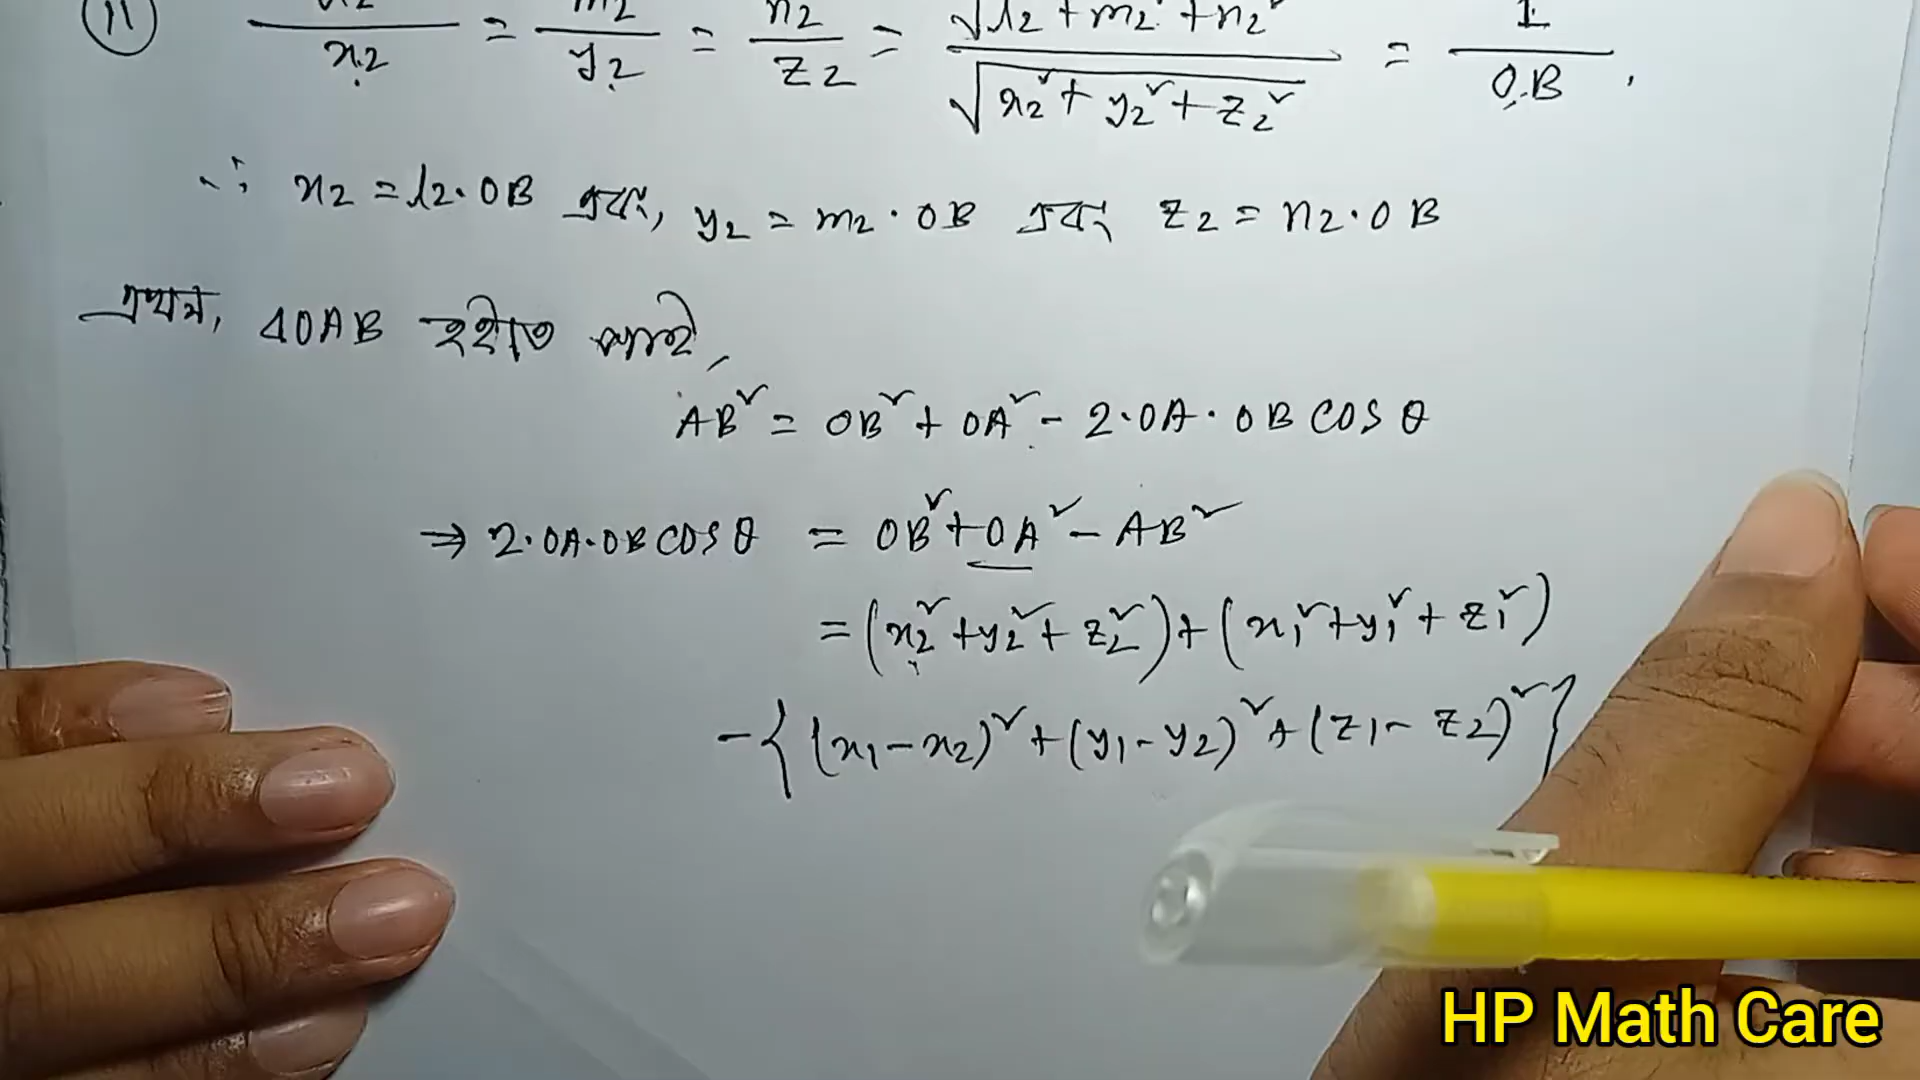 (11) l₂/x₂ = m₂/y₂ = n₂/z₂ = √(l₂² + m₂² + n₂²)/√(x₂² + y₂² + z₂²) = 1/OB,
∴ x₂ = l₂·OB এবং, y₂ = m₂·OB এবং z₂ = n₂·OB
এখন, ΔOAB হইতে পাই,
AB² = OB² + OA² - 2·OA·OB COS θ
⇒ 2·OA·OB COS θ = OB² + OA² - AB²
= (x₂² + y₂² + z₂²) + (x₁² + y₁² + z₁²)
- {(x₁ - x₂)² + (y₁ - y₂)² + (z₁ - z₂)²}
HP Math Care